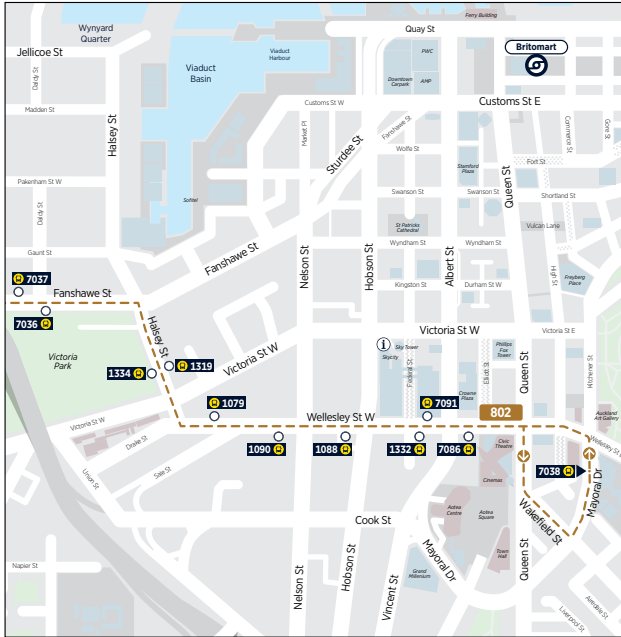 Ferry Building
Wynyard
Quarter
Quay St
Viaduct
Harbour
Britomart
Jellicoe St
PWC
Viaduct
Basin
Daldy St
Downtown
Carpark
AMP
Customs W
Customs St E
Madden St
Halsey St
Market Pl
Sturdee St
Fanshawe St
Commerce St
Gore St
Wolfe St
Queen St
Fort St
Stamford
Plaza
Pakenham St W
Swanson St
Swanson St
Shortland St
Daldy St
Sofitel
St Patricks
Cathedral
Vulcan Lane
Fanshawe St
Nelson St
Hobson St
Wyndham St
Albert St
Wyndham St
Gaunt St
High St
Freyberg
Place
7037
Kingston St
Durham St W
Fanshawe St
7036
Halsey St
Victoria St W
Victoria St E
Victoria
Park
1334
1319
Victoria St W
i
Sky Tower
Skycity
Federal St
Phillips
Fox
Tower
Elliott St
Queen St
Kitchener St
Crowne
Plaza
1079
7091
802
Auckland
Art Gallery
Wellesley St W
Victoria St W
Drake St
1090
1088
1332
7086
Civic
Theatre
Wellesley St
Union St
Sale St
Cinemas
7038
Mayoral Dr
Wakefield St
Cook St
Aotea
Centre
Aotea
Square
Mayoral Dr
Town
Hall
Queen St
Napier St
Nelson St
Hobson St
Vincent St
Grand
Millenium
Airedale St
Liverpool St